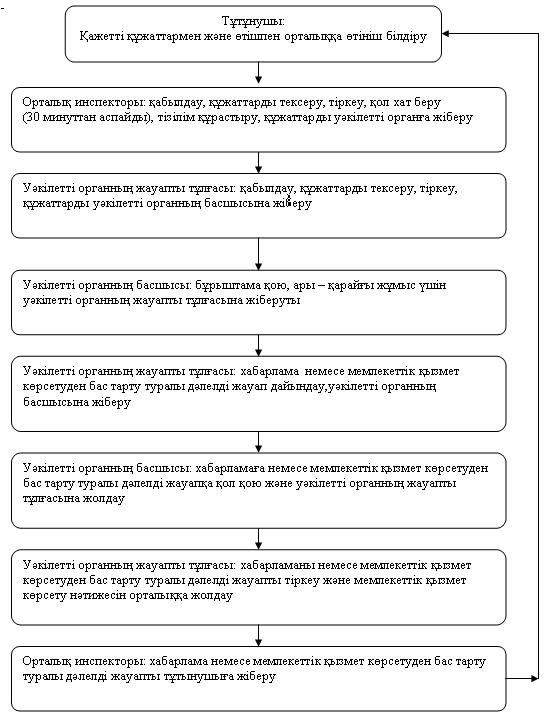 Тұтұнушы:
Қажетті құжаттармен және өтішпен орталыққа өтініш білдіру
Орталық инспекторы: қабылдау, құжаттарды тексеру, тіркеу, қол хат беру
(30 минуттан аспайды), тізілім құрастыру, құжаттарды уәкілетті органға жіберу
Уәкілетті органның жауапты тұлғасы: қабылдау, құжаттарды тексеру, тіркеу,
құжаттарды уәкілетті органның басшысына жіберу
Уәкілетті органның басшысы: бұрыштама қою, ары – қарайғы жұмыс үшін
уәкілетті органның жауапты тұлғасына жіберуты
Уәкілетті органның жауапты тұлғасы: хабарлама немесе мемлекеттік қызмет
көрсетуден бас тарту туралы дәлелді жауап дайындау,уәкілетті органның
басшысына жіберу
Уәкілетті органның басшысы: хабарламаға немесе мемлекеттік қызмет көрсетуден
бас тарту туралы дәлелді жауапқа қол қою және уәкілетті органның жауапты
тұлғасына жолдау
Уәкілетті органның жауапты тұлғасы: хабарламаны немесе мемлекеттік қызмет
көрсетуден бас тарту туралы дәлелді жауапты тіркеу және мемлекеттік қызмет
көрсету нәтижесін орталыққа жолдау
Орталық инспекторы: хабарлама немесе мемлекеттік қызмет көрсетуден бас тарту
туралы дәлелді жауапты тұтынушыға жіберу